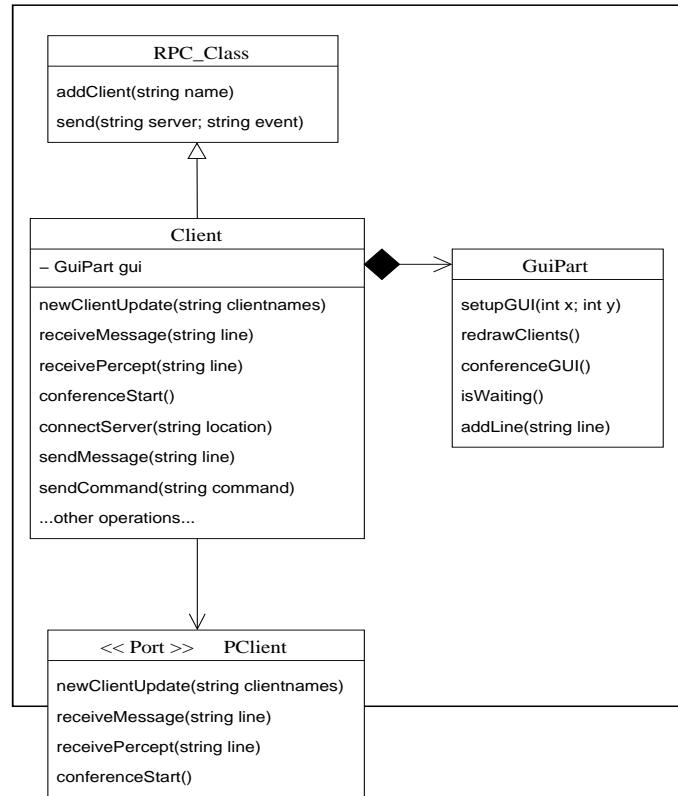 RPC_Class
addClient(string name)
send(string server; string event)
Client
– GuiPart gui
newClientUpdate(string clientnames)
receiveMessage(string line)
receivePercept(string line)
conferenceStart()
connectServer(string location)
sendMessage(string line)
sendCommand(string command)
...other operations...
GuiPart
setupGUI(int x; int y)
redrawClients()
conferenceGUI()
isWaiting()
addLine(string line)
<< Port >> PClient
newClientUpdate(string clientnames)
receiveMessage(string line)
receivePercept(string line)
conferenceStart()